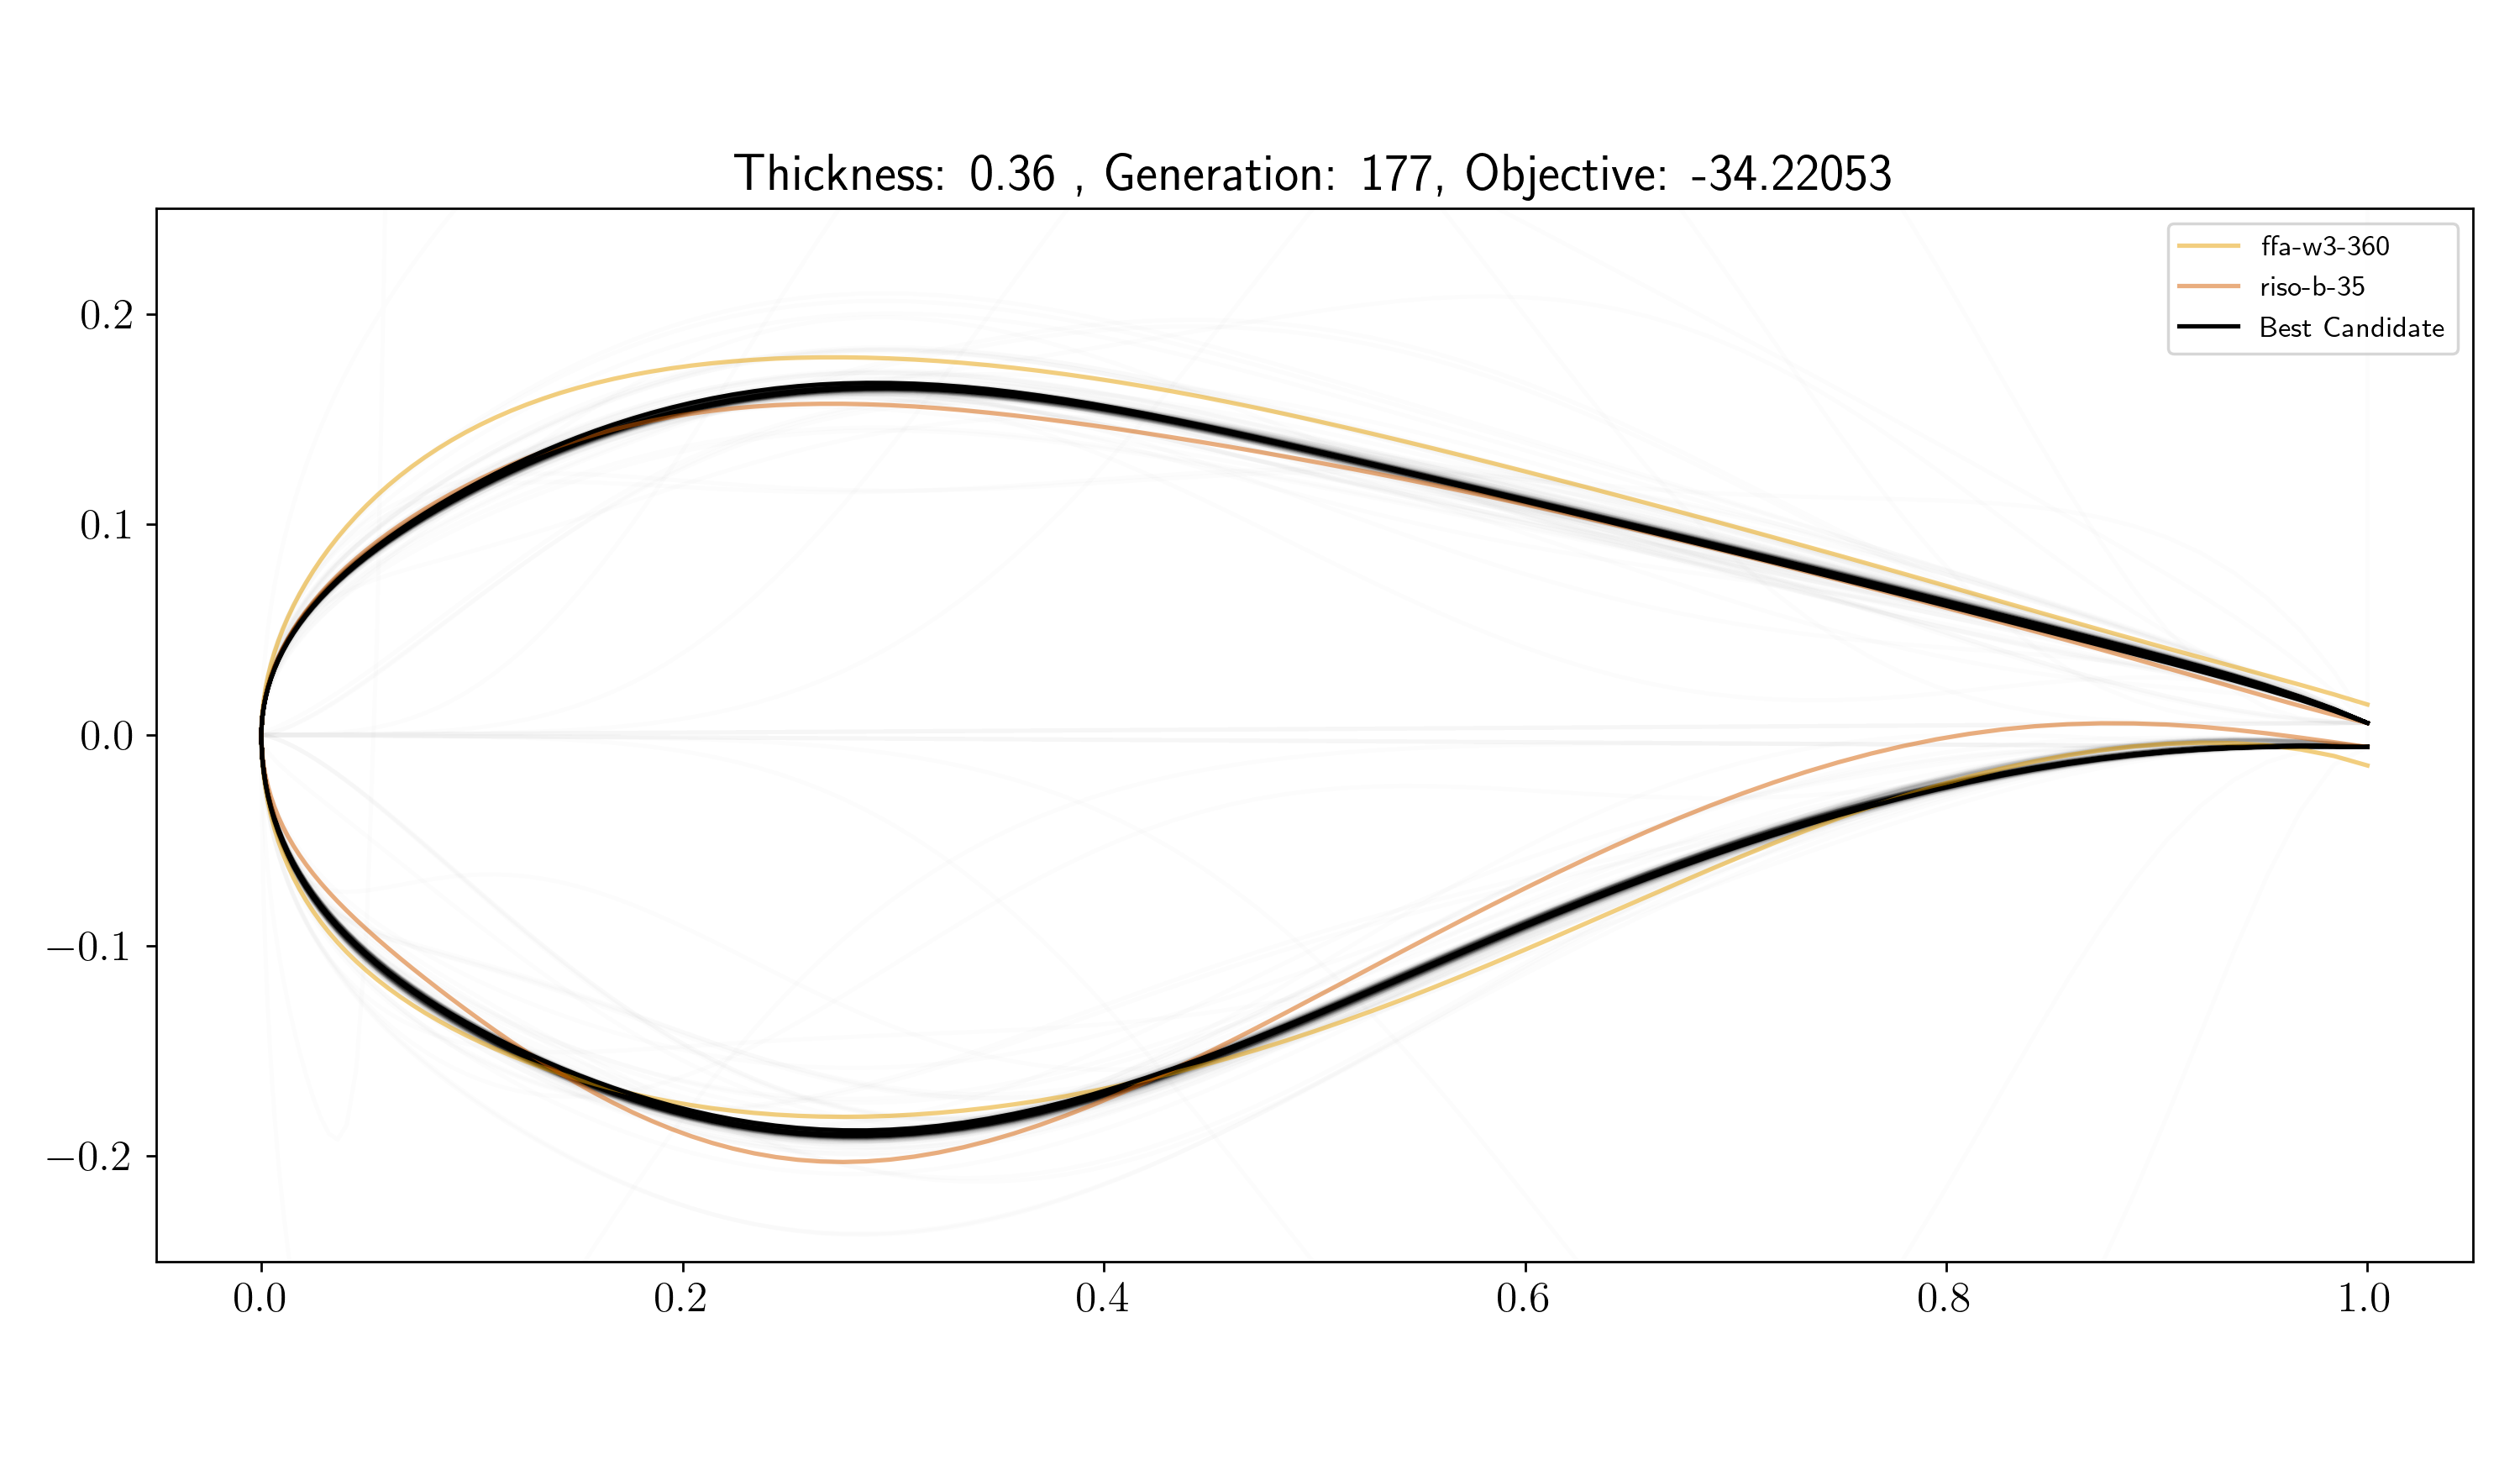 Thickness: 0.36 , Generation: 177, Objective: -34.22053
ffa-w3-360
riso-b-35
Best Candidate
0.2
0.1
0.0
−0.1
−0.2
0.0 0.2 0.4 0.6 0.8 1.0